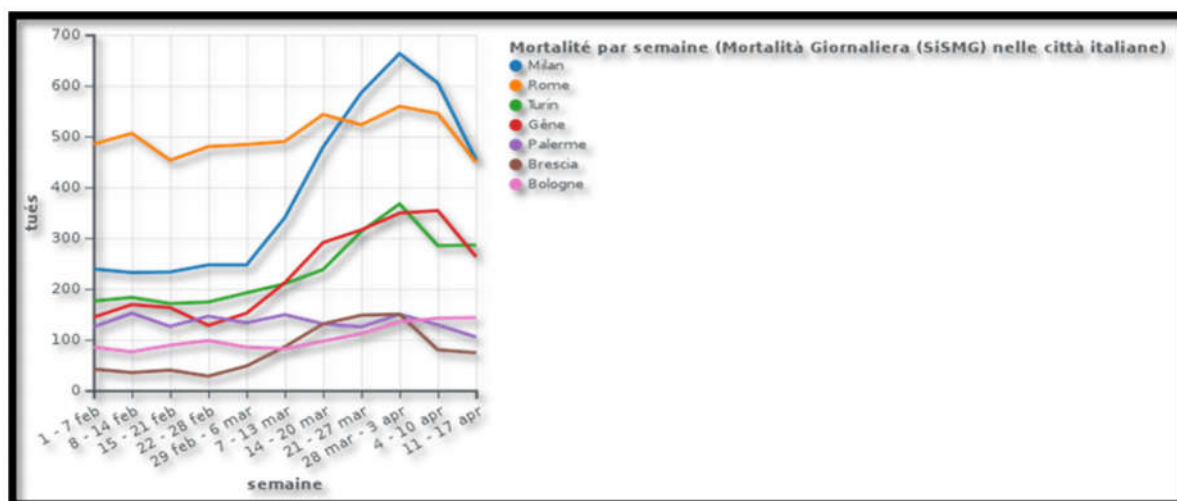 Mortalité par semaine (Mortalità Giornaliera (SiSMG) nelle città italiane)
Milan
Rome
Turin
Gêne
Palerme
Brescia
Bologne
tués
700
600
500
400
300
200
100
0
1 - 7 feb
8 - 14 feb
15 - 21 feb
22 - 28 feb
29 feb - 6 mar
7 - 13 mar
14 - 20 mar
21 - 27 mar
28 mar - 3 apr
4 - 10 apr
11 - 17 apr
semaine